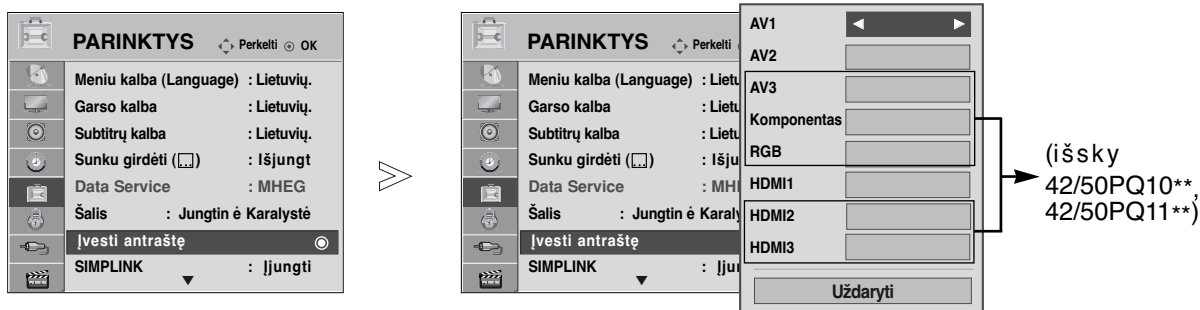 PARINKTYS Perkelti OK
Meniu kalba (Language) : Lietuvių.
Garso kalba : Lietuvių.
Subtitrų kalba : Lietuvių.
Sunku girdėti ( ) : Išjungt
Data Service : MHEG
Šalis : Jungtin ė Karalystė
Įvesti antraštę
SIMPLINK : Įjungti
PARINKTYS Perkelti
Meniu kalba (Language) : Lietu
Garso kalba : Lietu
Subtitrų kalba : Lietu
Sunku girdėti ( ) : Išju
Data Service : MHE
Šalis : Jungtin ė Karaly
Įvesti antraštę
SIMPLINK : Įjun
AV1
AV2
AV3
Komponentas
RGB
HDMI1
HDMI2
HDMI3
Uždaryti
(išsky
42/50PQ10**,
42/50PQ11**)